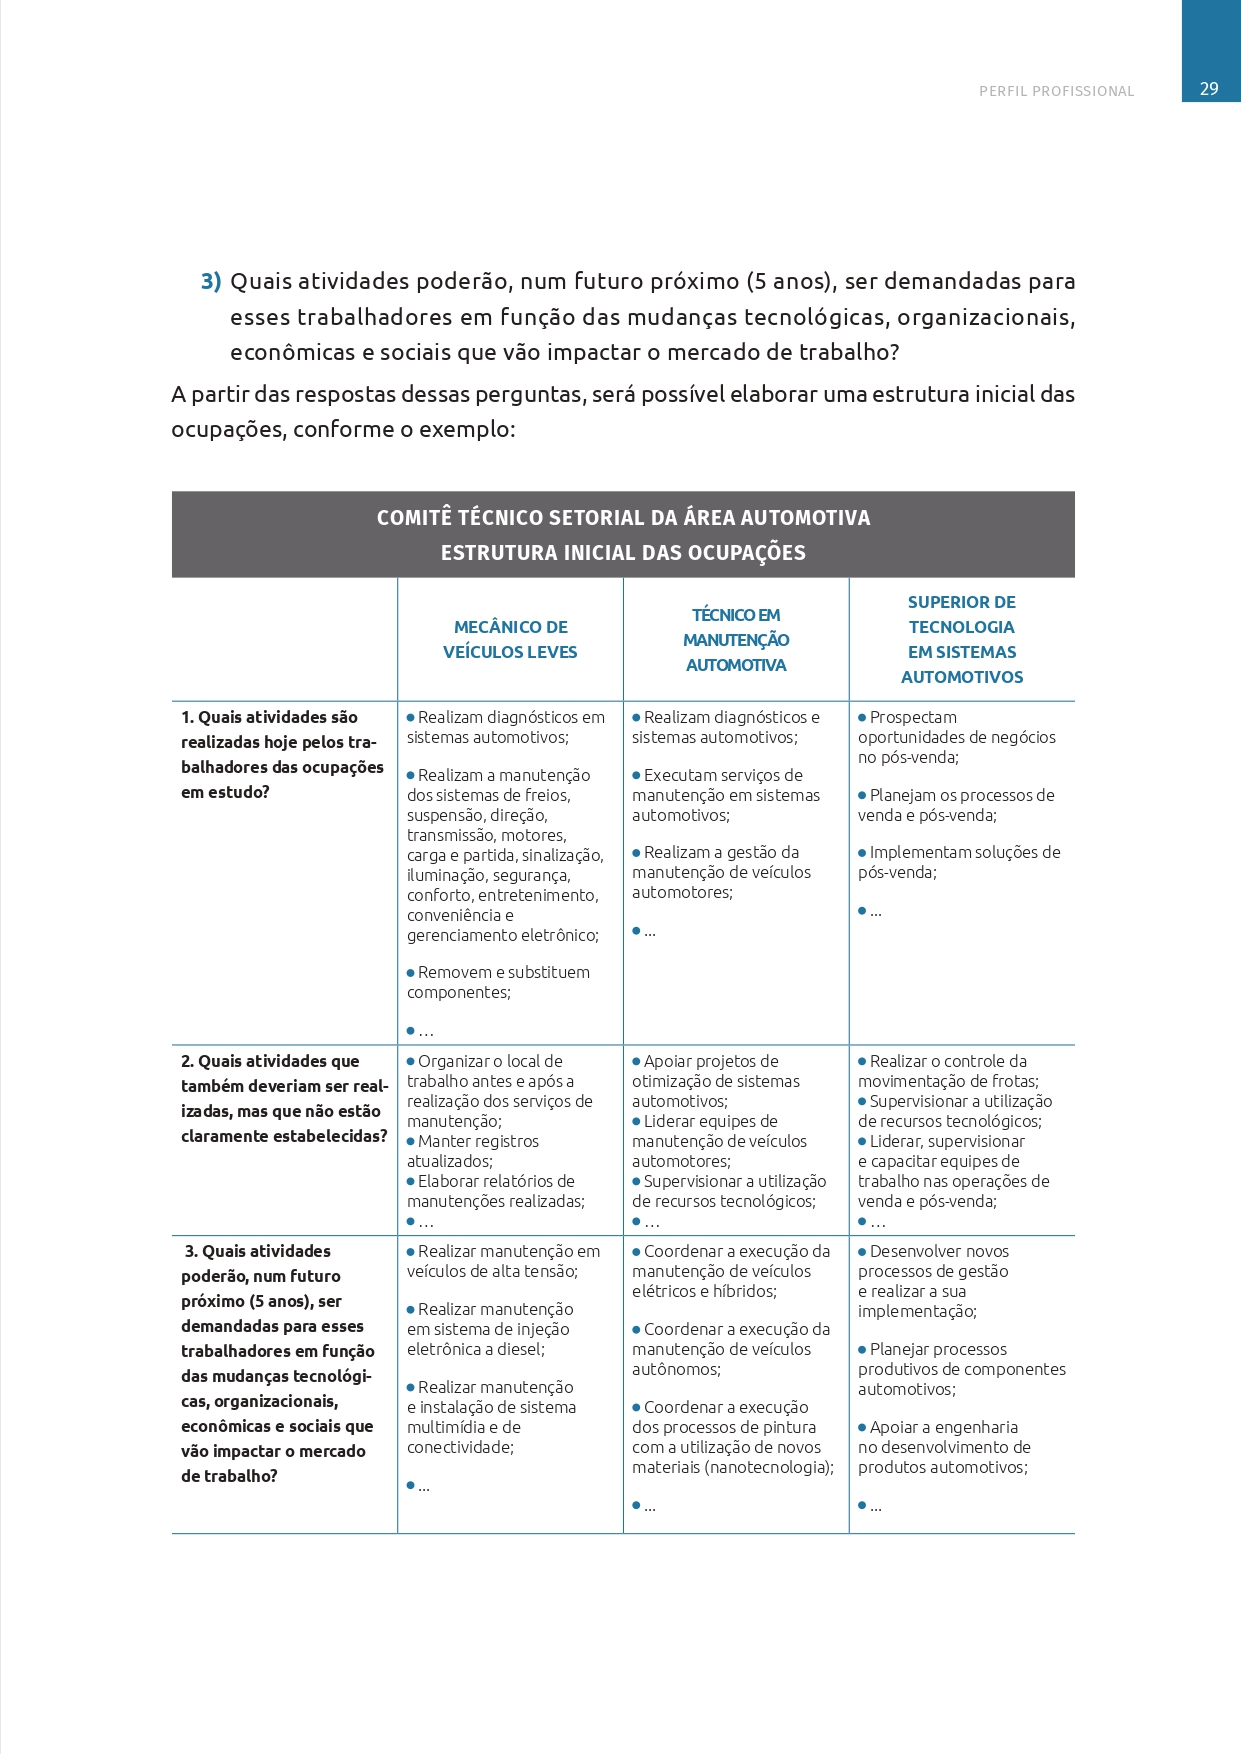 PERFIL PROFISSIONAL
29
3) Quais atividades poderão, num futuro próximo (5 anos), ser demandadas para
esses trabalhadores em função das mudanças tecnológicas, organizacionais,
econômicas e sociais que vão impactar o mercado de trabalho?
A partir das respostas dessas perguntas, será possível elaborar uma estrutura inicial das
ocupações, conforme o exemplo:
COMITÊ TÉCNICO SETORIAL DA ÁREA AUTOMOTIVA
ESTRUTURA INICIAL DAS OCUPAÇÕES
MECÂNICO DE
VEÍCULOS LEVES
TÉCNICO EM
MANUTENÇÃO
AUTOMOTIVA
SUPERIOR DE
TECNOLOGIA
EM SISTEMAS
AUTOMOTIVOS
1. Quais atividades são
realizadas hoje pelos tra-
balhadores das ocupações
em estudo?
● Realizam diagnósticos em
sistemas automotivos;
● Realizam a manutenção
dos sistemas de freios,
suspensão, direção,
transmissão, motores,
carga e partida, sinalização,
iluminação, segurança,
conforto, entretenimento,
conveniência e
gerenciamento eletrônico;
● Removem e substituem
componentes;
● …
● Realizam diagnósticos e
sistemas automotivos;
● Executam serviços de
manutenção em sistemas
automotivos;
● Realizam a gestão da
manutenção de veículos
automotores;
● ...
● Prospectam
oportunidades de negócios
no pós-venda;
● Planejam os processos de
venda e pós-venda;
● Implementam soluções de
pós-venda;
● ...
2. Quais atividades que
também deveriam ser real-
izadas, mas que não estão
claramente estabelecidas?
● Organizar o local de
trabalho antes e após a
realização dos serviços de
manutenção;
● Manter registros
atualizados;
● Elaborar relatórios de
manutenções realizadas;
● …
● Apoiar projetos de
otimização de sistemas
automotivos;
● Liderar equipes de
manutenção de veículos
automotores;
● Supervisionar a utilização
de recursos tecnológicos;
● …
● Realizar o controle da
movimentação de frotas;
● Supervisionar a utilização
de recursos tecnológicos;
● Liderar, supervisionar
e capacitar equipes de
trabalho nas operações de
venda e pós-venda;
● …
3. Quais atividades
poderão, num futuro
próximo (5 anos), ser
demandadas para esses
trabalhadores em função
das mudanças tecnológi-
cas, organizacionais,
econômicas e sociais que
vão impactar o mercado
de trabalho?
● Realizar manutenção em
veículos de alta tensão;
● Realizar manutenção
em sistema de injeção
eletrônica a diesel;
● Realizar manutenção
e instalação de sistema
multimídia e de
conectividade;
● ...
● Coordenar a execução da
manutenção de veículos
elétricos e híbridos;
● Coordenar a execução da
manutenção de veículos
autônomos;
● Coordenar a execução
dos processos de pintura
com a utilização de novos
materiais (nanotecnologia);
● ...
● Desenvolver novos
processos de gestão
e realizar a sua
implementação;
● Planejar processos
produtivos de componentes
automotivos;
● Apoiar a engenharia
no desenvolvimento de
produtos automotivos;
● ...